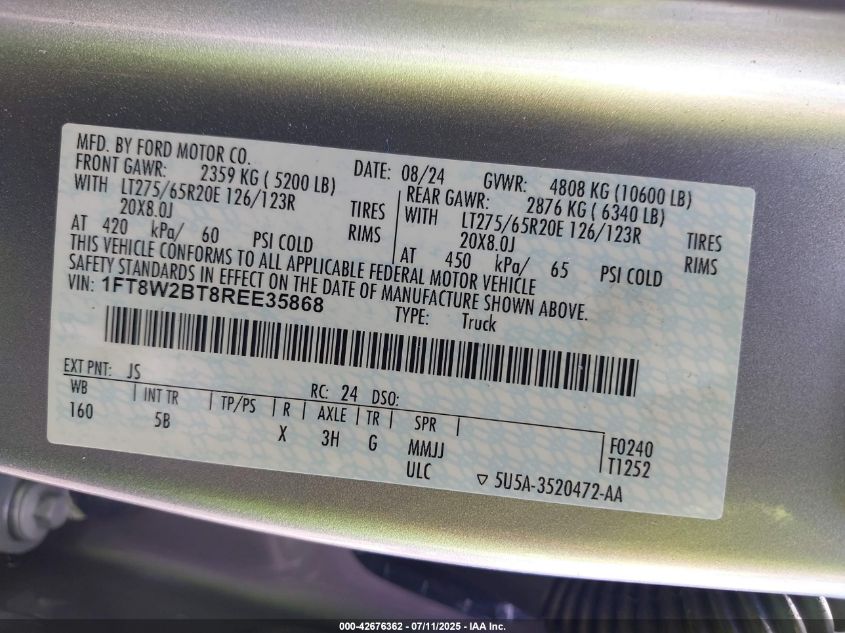 MFD. BY FORD MOTOR CO.
DATE: 08/24 GVWR: 4808 KG (10600 LB)
FRONT GAWR: 2359 KG ( 5200 LB) REAR GAWR: 2876 KG ( 6340 LB)
WITH LT275/65R20E 126/123R TIRES WITH LT275/65R20E 126/123R TIRES
20X8.0J RIMS 20X8.0J RIMS
AT 420 kPa/ 60 PSI COLD AT 450 kPa/ 65 PSI COLD
THIS VEHICLE CONFORMS TO ALL APPLICABLE FEDERAL MOTOR VEHICLE
SAFETY STANDARDS IN EFFECT ON THE DATE OF MANUFACTURE SHOWN ABOVE.
VIN: 1FT8W2BT8REE35868 TYPE: Truck
EXT PNT: JS RC: 24 DSO:
WB INT TR TP/PS R AXLE TR SPR
160 5B X 3H G MMJJ F0240
ULC T1252
▽ 5U5A-3520472-AA
000-42676362 / 07/11/2025 - IAA Inc.